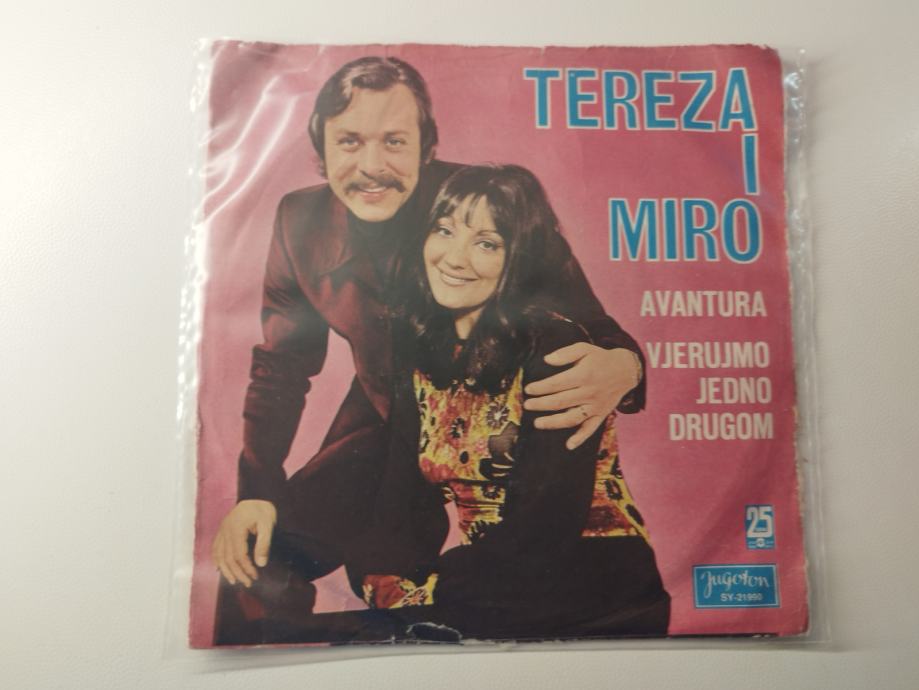 TEREZA
I
MIRO
AVANTURA
VJERUJMO
JEDNO
DRUGOM
25
Jugoton
SY-21990